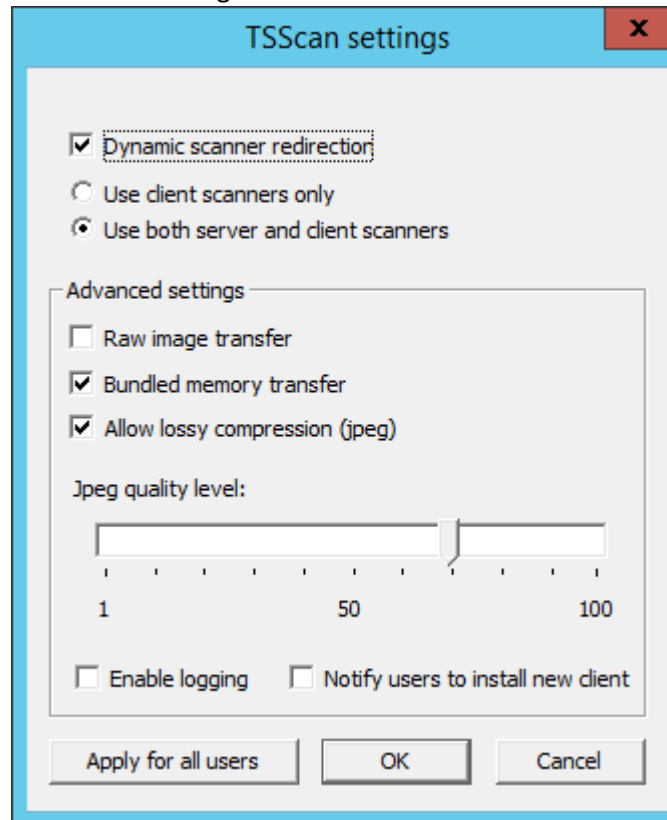 TSScan settings
x
Dynamic scanner redirection
Use client scanners only
Use both server and client scanners
Advanced settings
Raw image transfer
Bundled memory transfer
Allow lossy compression (jpeg)
Jpeg quality level:
1 50 100
Enable logging Notify users to install new client
Apply for all users OK Cancel